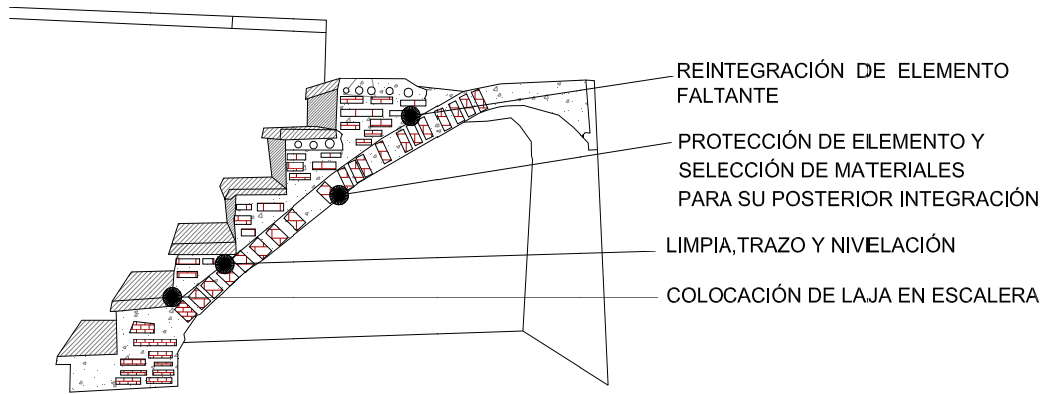 REINTEGRACIÓN DE ELEMENTO
FALTANTE
PROTECCIÓN DE ELEMENTO Y
SELECCIÓN DE MATERIALES
PARA SU POSTERIOR INTEGRACIÓN
LIMPIA,TRAZO Y NIVELACIÓN
COLOCACIÓN DE LAJA EN ESCALERA